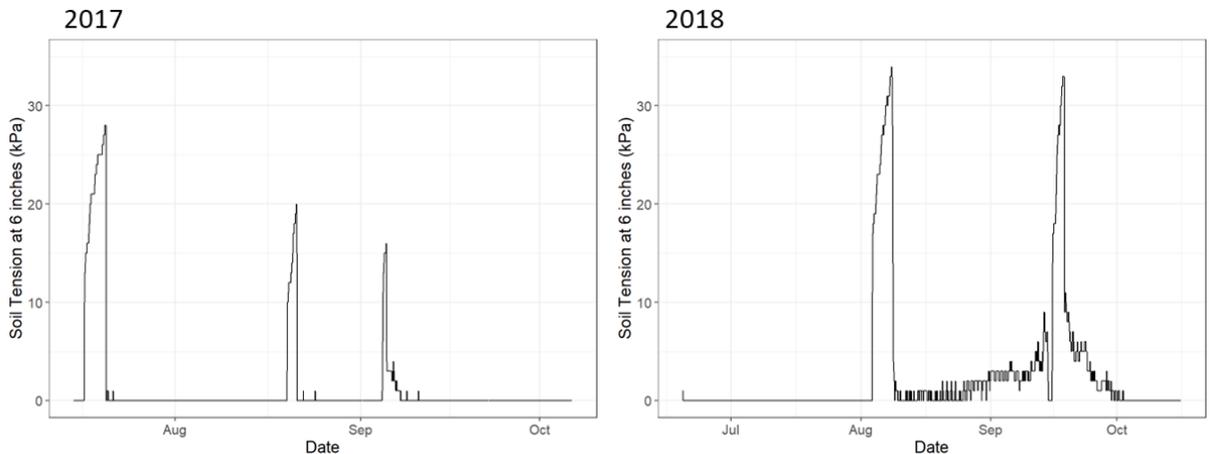 2017
Soil Tension at 6 inches (kPa)
30
20
10
0
Aug
Sep
Oct
Date
2018
Soil Tension at 6 inches (kPa)
30
20
10
0
Jul
Aug
Sep
Oct
Date